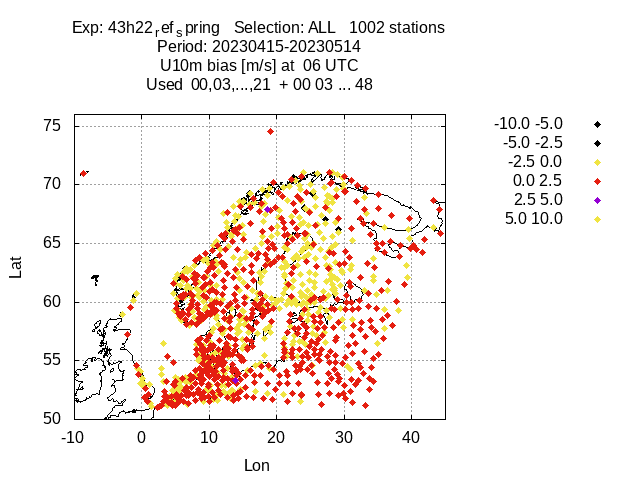 Exp: 43h22ref spring Selection: ALL 1002 stations
Period: 20230415-20230514
U10m bias [m/s] at 06 UTC
Used 00,03,...,21 + 00 03 ... 48
75
70
65
60
55
50
-10 0 10 20 30 40
Lat
Lon
-10.0 -5.0
-5.0 -2.5
-2.5 0.0
0.0 2.5
2.5 5.0
5.0 10.0